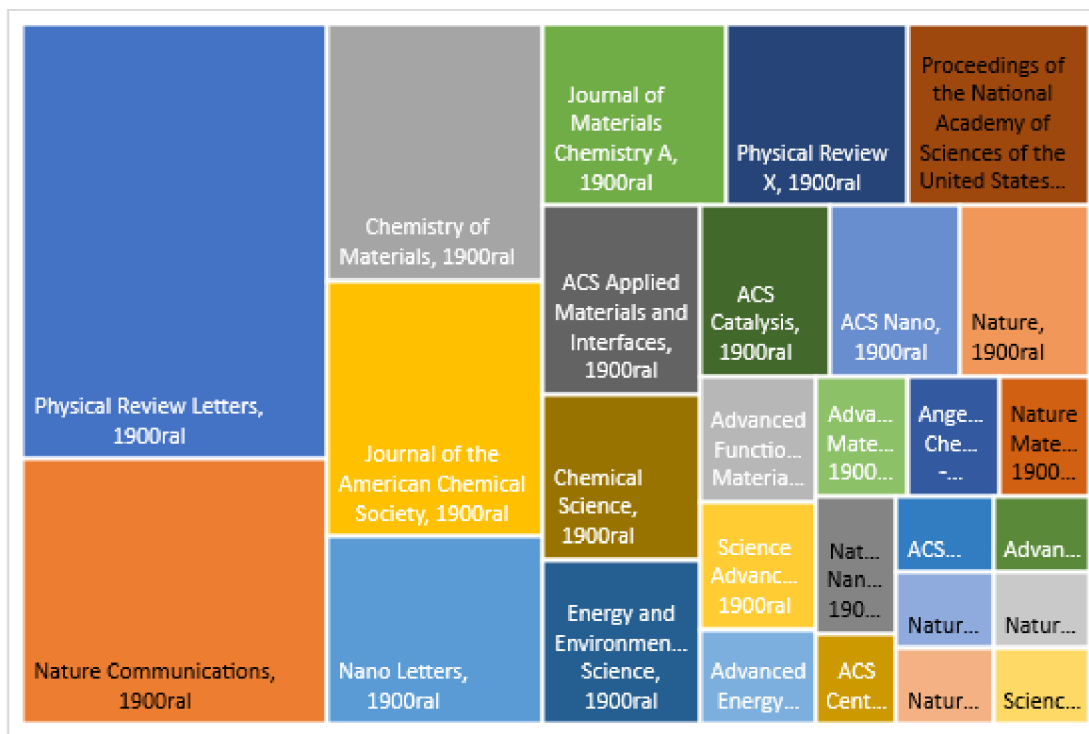 Physical Review Letters,
1900ral
Nature Communications,
1900ral
Chemistry of
Materials, 1900ral
Journal of the
American Chemical
Society, 1900ral
Nano Letters,
1900ral
Journal of
Materials
Chemistry A,
1900ral
Physical Review
X, 1900ral
Proceedings of
the National
Academy of
Sciences of the
United States...
ACS Applied
Materials and
Interfaces,
1900ral
Chemical
Science,
1900ral
Energy and
Environmen...
Science,
1900ral
ACS
Catalysis,
1900ral
ACS Nano,
1900ral
Nature,
1900ral
Advanced
Functio...
Materia...
Adva...
Mate...
1900...
Ange...
Che...
-...
Nature
Mate...
1900...
Science
Advanc...
1900ral
Nat...
Nan...
190...
ACS...
Advan...
Natur...
Natur...
Advanced
Energy...
ACS
Cent...
Natur...
Scienc...